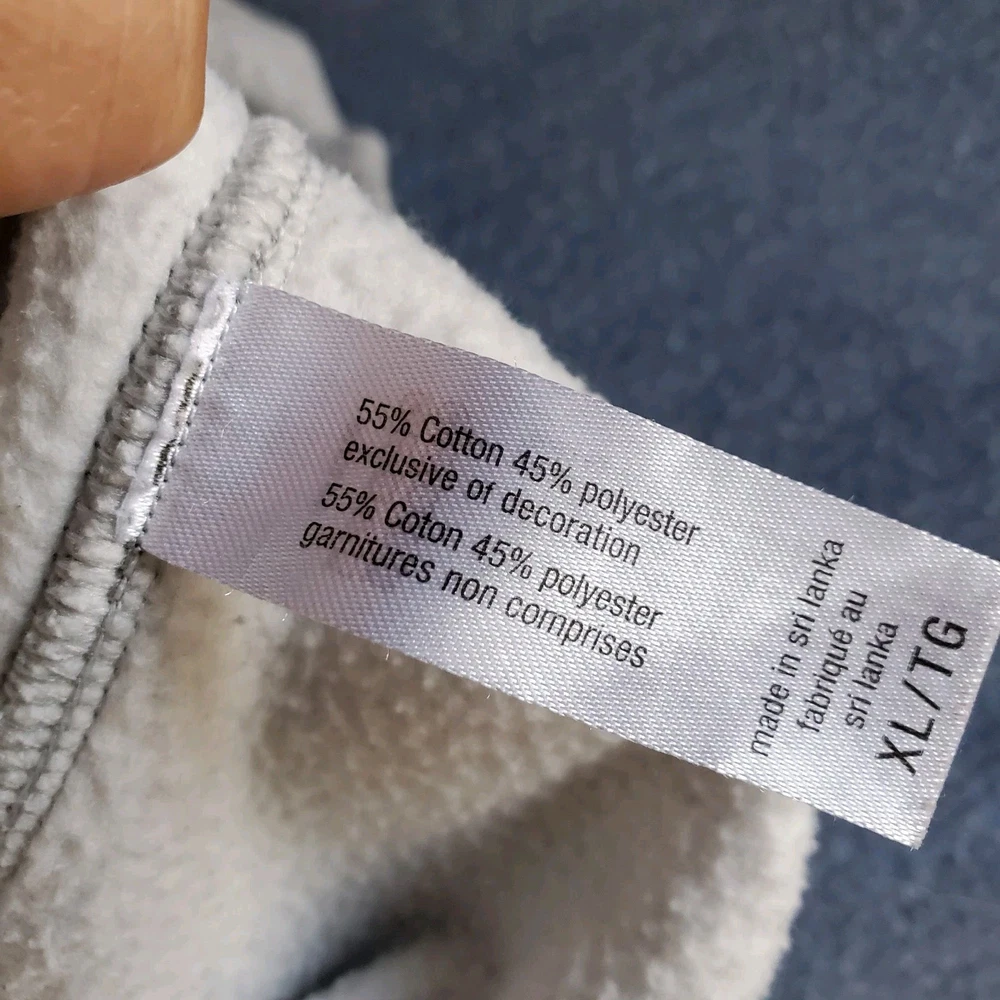 55% Cotton 45% polyester
exclusive of decoration
55% Coton 45% polyester
garnitures non comprises
made in sri lanka
fabriqué au
sri lanka
XL/TG